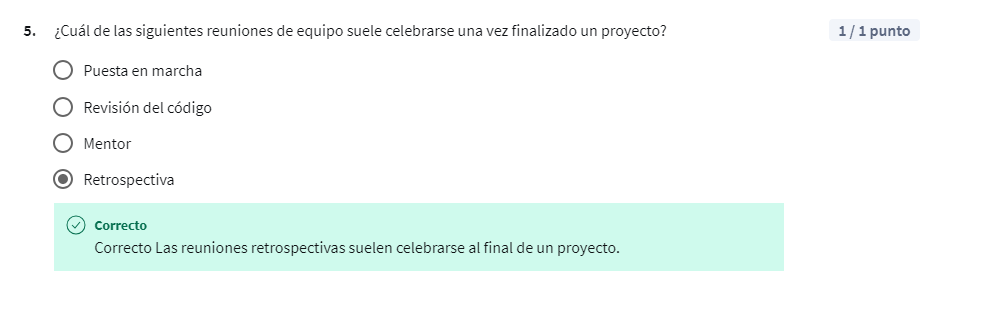 5. ¿Cuál de las siguientes reuniones de equipo suele celebrarse una vez finalizado un proyecto? 1 / 1 punto
Puesta en marcha
Revisión del código
Mentor
Retrospectiva
Correcto
Correcto Las reuniones retrospectivas suelen celebrarse al final de un proyecto.